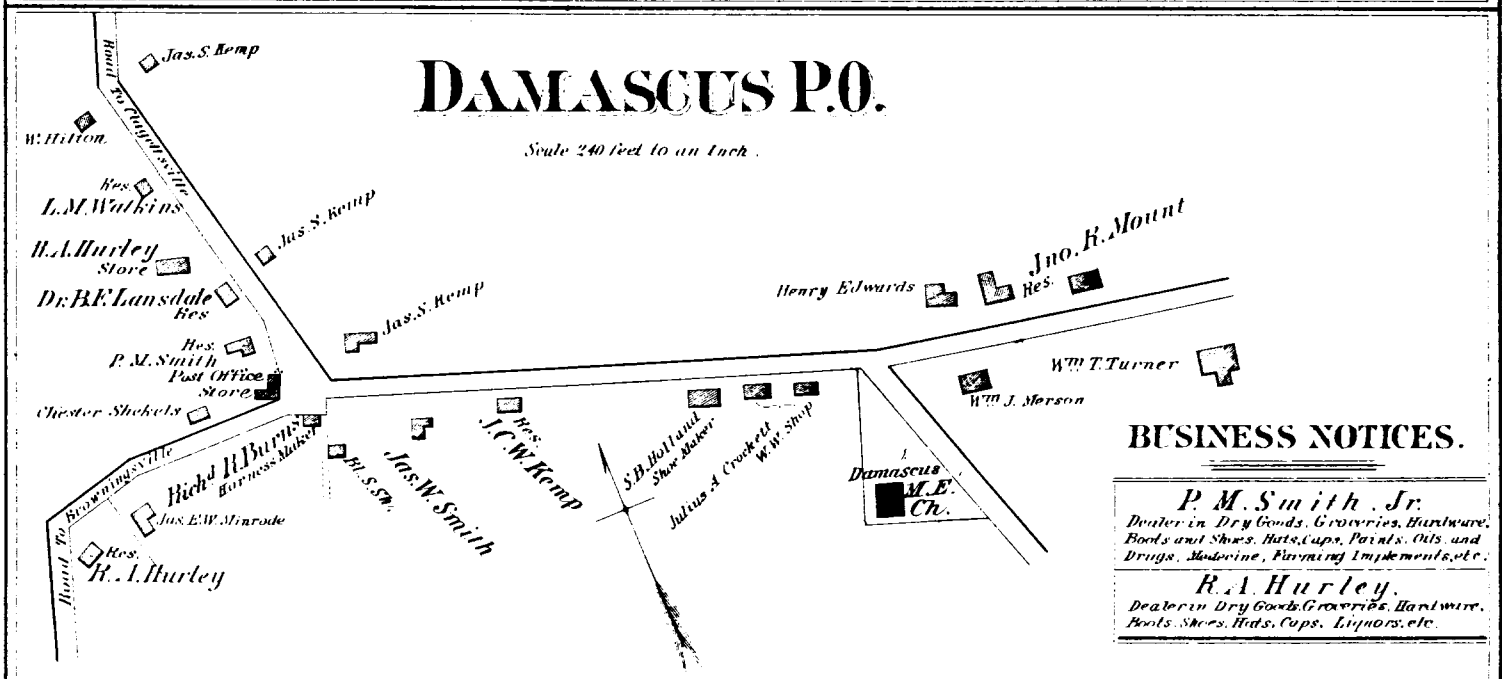 DAMASCUS P.O.
Scale 240 feet to an Inch.
Road To Clagettsville
Jas. S. Kemp
W. Hilton.
Res.
L. M. Watkins
R. A. Hurley
Store
Dr. B. F. Lansdale
Res
Res.
P. M. Smith
Post Office
Store
Chester Shekels
Jas. S. Kemp
Jas. S. Kemp
Road To Browningsville
Richd R. Burns
Harness Maker
Bl. S. Sh.
Jas. E. W. Minrode
Res.
R. A. Hurley
Jas. W. Smith
Res.
J. C. W. Kemp
S. B. Holland
Shoe Maker
Julius A Crockett
W. W. Shop
Henry Edwards
Jno. R. Mount
Res.
Wm T. Turner
Wm J. Merson
Damascus
M. E.
Ch.
BUSINESS NOTICES.
P. M. Smith. Jr.
Dealer in Dry Goods, Groceries, Hardware,
Boots and Shoes, Hats, Caps, Paints, Oils, and
Drugs, Medecine, Farming Implements, etc.
R. A. Hurley.
Dealer in Dry Goods, Groceries, Hardware,
Boots, Shoes, Hats, Caps, Liquors, etc.